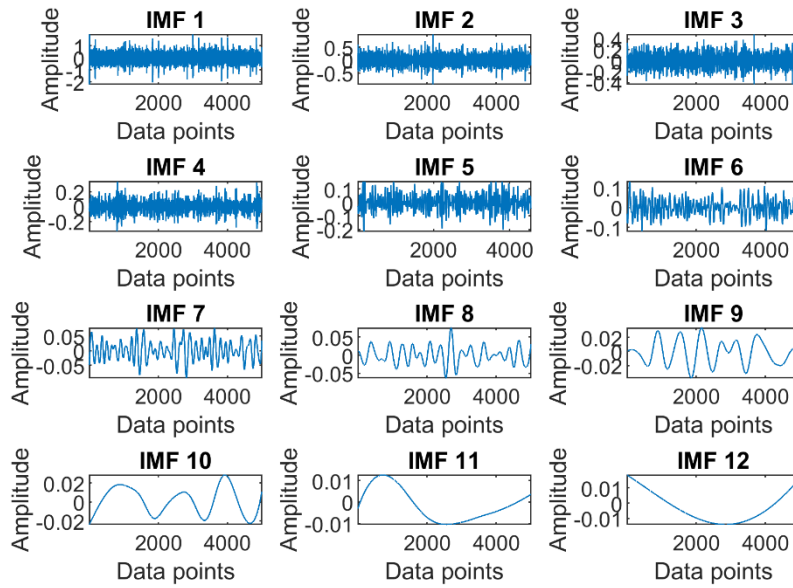 IMF 1 IMF 2 IMF 3
Amplitude 1 0 -1 -2 Amplitude 0.5 0 -0.5 Amplitude 0.4 0.2 0 -0.2 -0.4
2000 4000 2000 4000 2000 4000
Data points Data points Data points
IMF 4 IMF 5 IMF 6
Amplitude 0.2 0 -0.2 Amplitude 0.1 0 -0.1 -0.2 Amplitude 0.1 0 -0.1
2000 4000 2000 4000 2000 4000
Data points Data points Data points
IMF 7 IMF 8 IMF 9
Amplitude 0.05 0 -0.05 Amplitude 0.05 0 -0.05 Amplitude 0.02 0 -0.02
2000 4000 2000 4000 2000 4000
Data points Data points Data points
IMF 10 IMF 11 IMF 12
Amplitude 0.02 0 -0.02 Amplitude 0.01 0 -0.01 Amplitude 0.01 0 -0.01
2000 4000 2000 4000 2000 4000
Data points Data points Data points